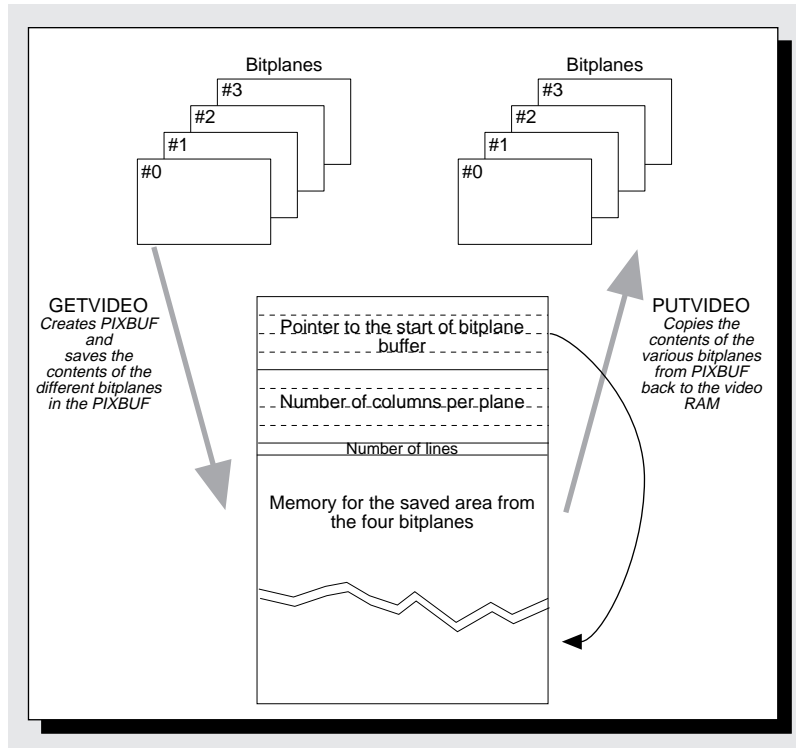 Bitplanes
#3
#2
#1
#0
Bitplanes
#3
#2
#1
#0
GETVIDEO
Creates PIXBUF
and
saves the
contents of the
different bitplanes
in the PIXBUF
Pointer to the start of bitplane
buffer
Number of columns per plane
Number of lines
Memory for the saved area from
the four bitplanes
PUTVIDEO
Copies the
contents of the
various bitplanes
from PIXBUF
back to the video
RAM